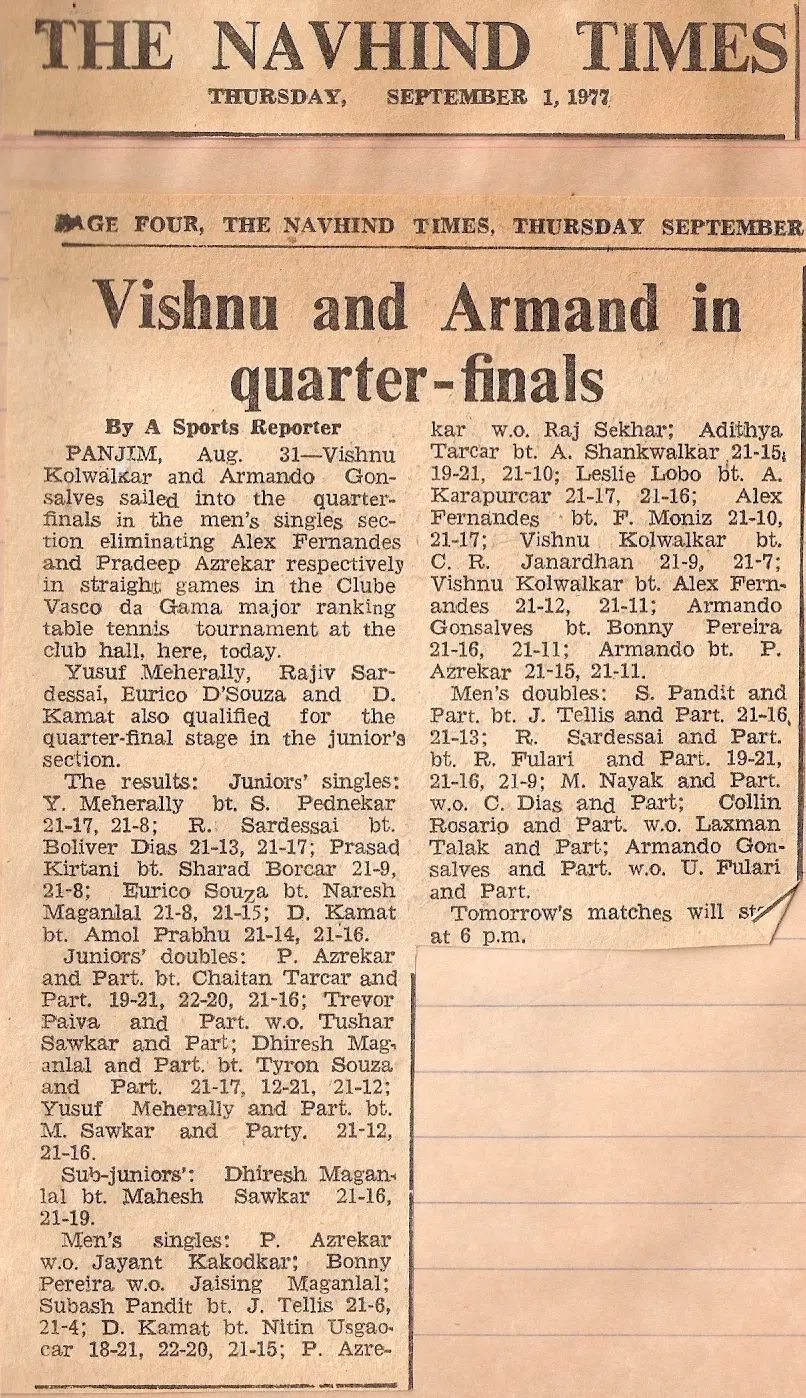 THE NAVHIND TIMES
THURSDAY, SEPTEMBER 1, 1977
PAGE FOUR, THE NAVHIND TIMES, THURSDAY SEPTEMBER
Vishnu and Armand in
quarter-finals
By A Sports Reporter
PANJIM, Aug. 31—Vishnu
Kolwalkar and Armando Gon-
salves sailed into the quarter-
finals in the men's singles sec-
tion eliminating Alex Fernandes
and Pradeep Azrekar respectively
in straight games in the Clube
Vasco da Gama major ranking
table tennis tournament at the
club hall, here, today.
Yusuf Meherally, Rajiv Sar-
dessai, Eurico D'Souza and D.
Kamat also qualified for the
quarter-final stage in the junior's
section.
The results: Juniors' singles:
Y. Meherally bt. S. Pednekar
21-17, 21-8; R. Sardessai bt.
Boliver Dias 21-13, 21-17; Prasad
Kirtani bt. Sharad Borcar 21-9,
21-8; Eurico Souza bt. Naresh
Maganlal 21-8, 21-15; D. Kamat
bt. Amol Prabhu 21-14, 21-16.
Juniors' doubles: P. Azrekar
and Part. bt. Chaitan Tarcar and
Part. 19-21, 22-20, 21-16; Trevor
Paiva and Part. w.o. Tushar
Sawkar and Part; Dhiresh Mag-
anlal and Part. bt. Tyron Souza
and Part. 21-17, 12-21, 21-12;
Yusuf Meherally and Part. bt.
M. Sawkar and Party. 21-12,
21-16.
Sub-juniors': Dhiresh Magan-
lal bt. Mahesh Sawkar 21-16,
21-19.
Men's singles: P. Azrekar
w.o. Jayant Kakodkar; Bonny
Pereira w.o. Jaising Maganlal;
Subash Pandit bt. J. Tellis 21-6,
21-4; D. Kamat bt. Nitin Usgao-
car 18-21, 22-20, 21-15; P. Azre-
kar w.o. Raj Sekhar; Adithya
Tarcar bt. A. Shankwalkar 21-15,
19-21, 21-10; Leslie Lobo bt. A.
Karapurcar 21-17, 21-16; Alex
Fernandes bt. F. Moniz 21-10,
21-17; Vishnu Kolwalkar bt.
C. R. Janardhan 21-9, 21-7;
Vishnu Kolwalkar bt. Alex Fern-
andes 21-12, 21-11; Armando
Gonsalves bt. Bonny Pereira
21-16, 21-11; Armando bt. P.
Azrekar 21-15, 21-11.
Men's doubles: S. Pandit and
Part. bt. J. Tellis and Part. 21-16,
21-13; R. Sardessai and Part.
bt. R. Fulari and Part. 19-21,
21-16, 21-9; M. Nayak and Part.
w.o. C. Dias and Part; Collin
Rosario and Part. w.o. Laxman
Talak and Part; Armando Gon-
salves and Part. w.o. U. Fulari
and Part.
Tomorrow's matches will
at 6 p.m.